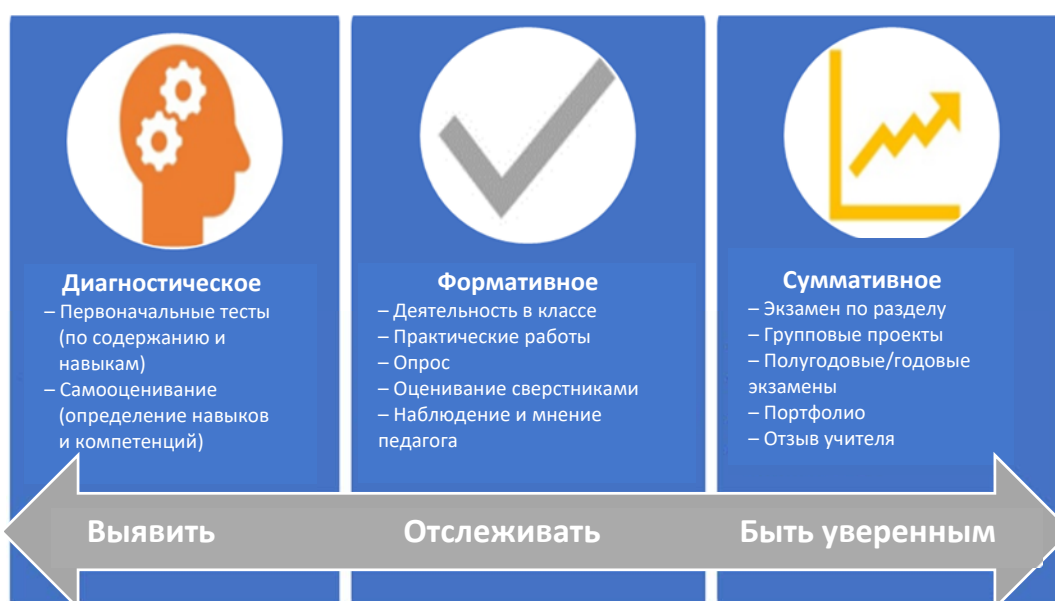 Диагностическое
– Первоначальные тесты
(по содержанию и
навыкам)
– Самооценивание
(определение навыков
и компетенций)
Формативное
– Деятельность в классе
– Практические работы
– Опрос
– Оценивание сверстниками
– Наблюдение и мнение
педагога
Суммативное
– Экзамен по разделу
– Групповые проекты
– Полугодовые/годовые
экзамены
– Портфолио
– Отзыв учителя
Выявить
Отслеживать
Быть уверенным